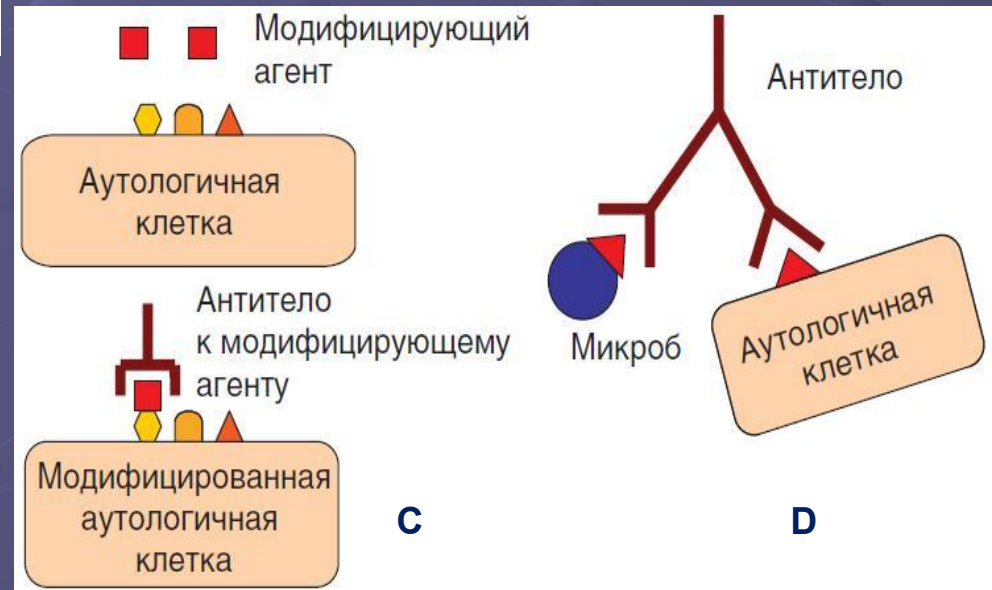 Модифицирующий
агент
Аутологичная
клетка
Антитело
к модифицирующему
агенту
Модифицированная
аутологичная
клетка
C
Антитело
Микроб
Аутологичная
клетка
D